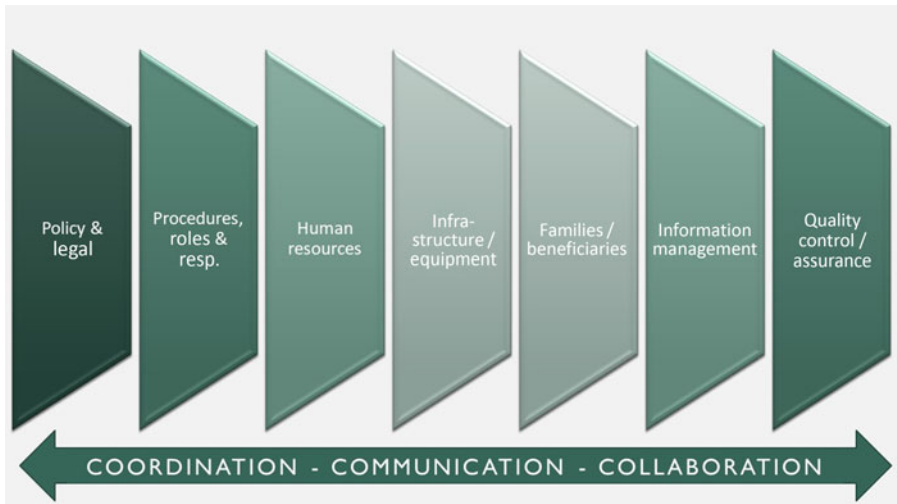 Policy &
legal
Procedures,
roles &
resp.
Human
resources
Infra-
structure /
equipment
Families /
beneficiaries
Information
management
Quality
control /
assurance
COORDINATION - COMMUNICATION - COLLABORATION